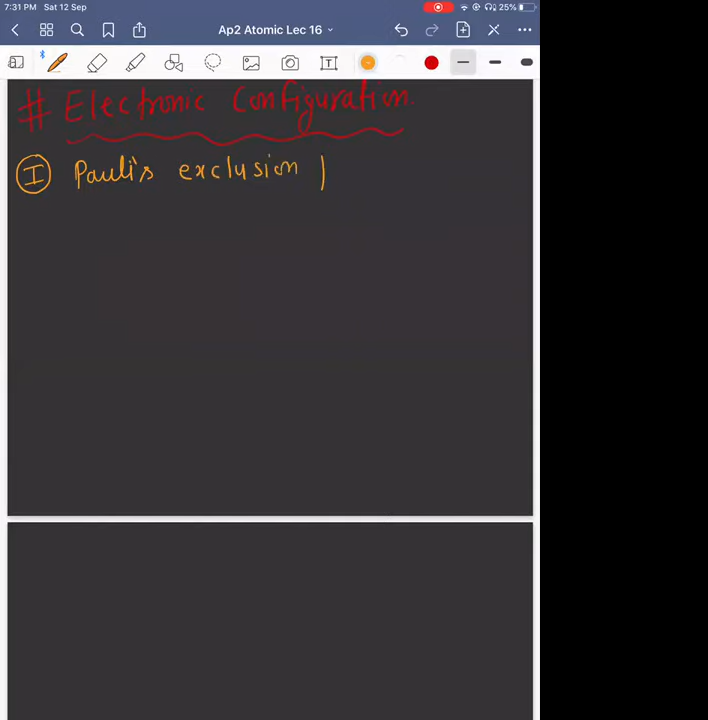 7:31 PM Sat 12 Sep 25%
Ap2 Atomic Lec 16
T
# Electronic Configuration
I Pauli's exclusion